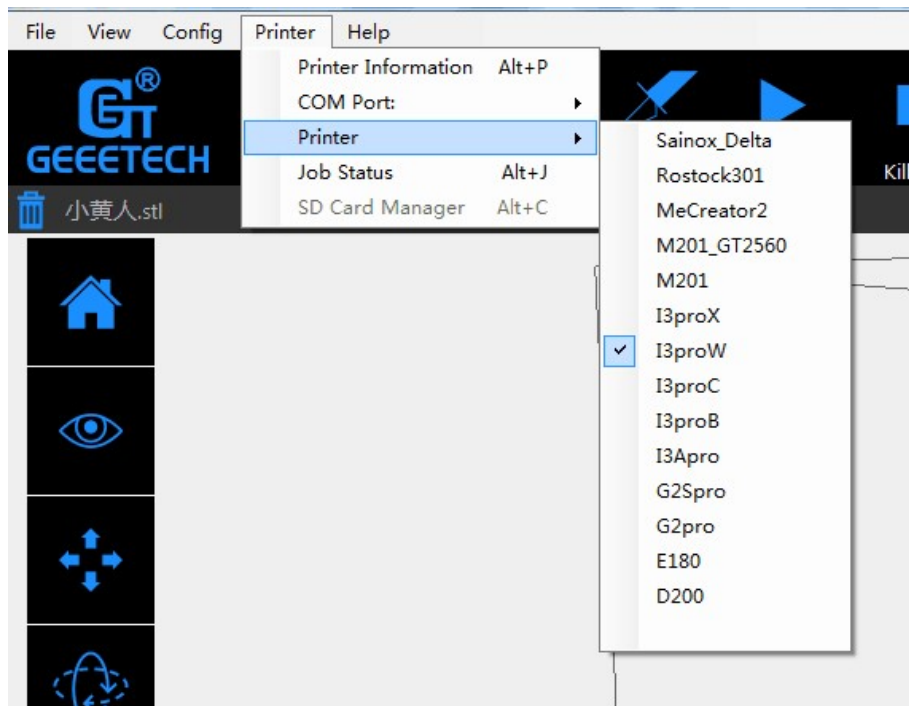 File View Config Printer Help
Printer Information Alt+P
COM Port:
Printer
Job Status Alt+J
SD Card Manager Alt+C
GEEETECH
®
小黄人.stl
Kill
Sainox_Delta
Rostock301
MeCreator2
M201_GT2560
M201
I3proX
I3proW
I3proC
I3proB
I3Apro
G2Spro
G2pro
E180
D200